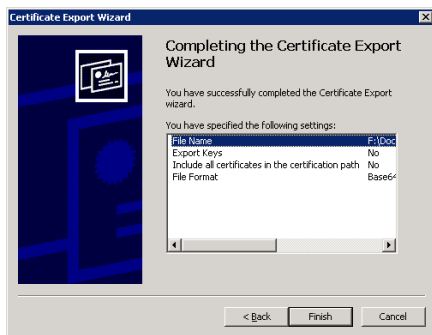 Certificate Export Wizard
Completing the Certificate Export
Wizard
You have successfully completed the Certificate Export
wizard.
You have specified the following settings:
File Name F:\Doc
Export Keys No
Include all certificates in the certification path No
File Format Base64
< Back Finish Cancel